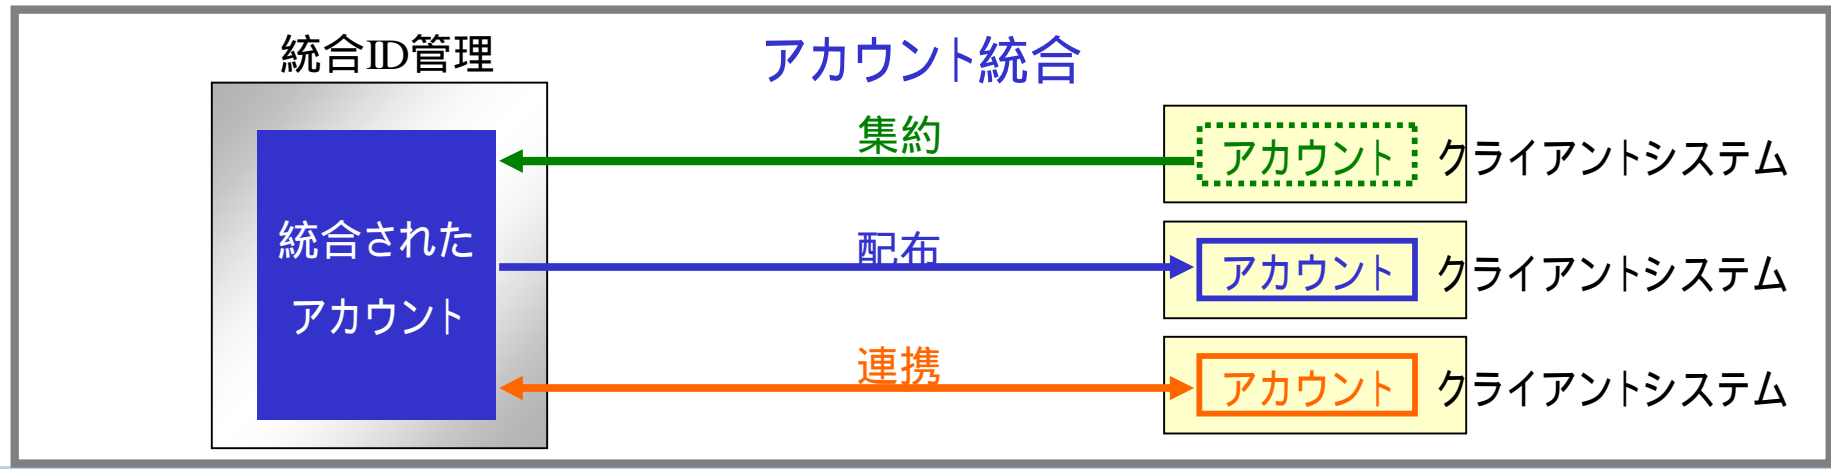 統合ID管理
アカウント統合
集約
アカウント
クライアントシステム
統合された
アカウント
配布
アカウント
クライアントシステム
連携
アカウント
クライアントシステム